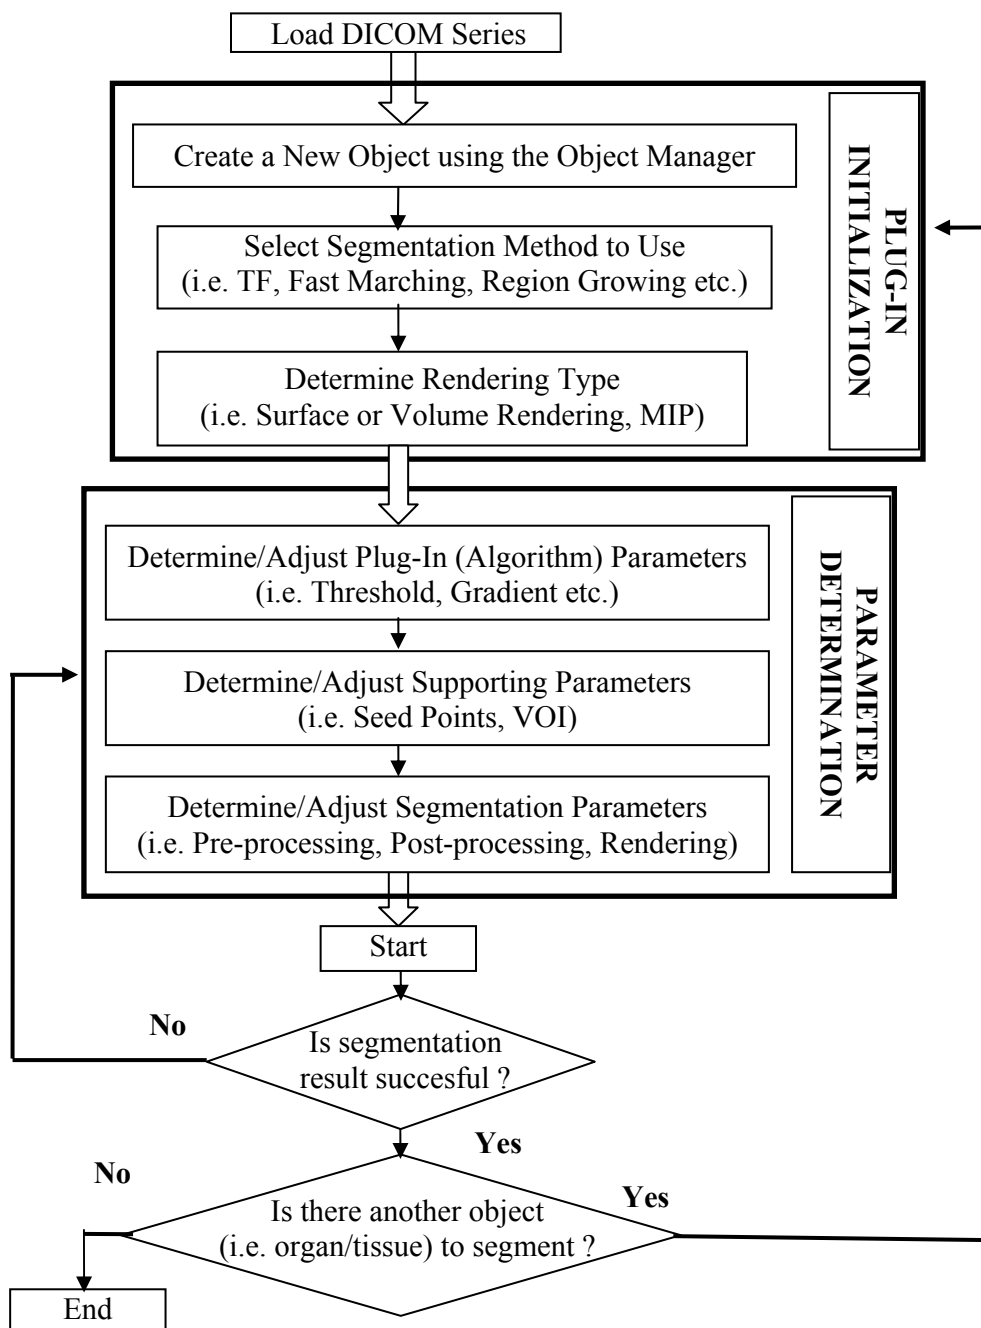 Load DICOM Series
Create a New Object using the Object Manager
Select Segmentation Method to Use
(i.e. TF, Fast Marching, Region Growing etc.)
Determine Rendering Type
(i.e. Surface or Volume Rendering, MIP)
PLUG-IN
INITIALIZATION
Determine/Adjust Plug-In (Algorithm) Parameters
(i.e. Threshold, Gradient etc.)
Determine/Adjust Supporting Parameters
(i.e. Seed Points, VOI)
Determine/Adjust Segmentation Parameters
(i.e. Pre-processing, Post-processing, Rendering)
PARAMETER
DETERMINATION
Start
No
Is segmentation
result succesful ?
Yes
No
Is there another object
(i.e. organ/tissue) to segment ?
Yes
End